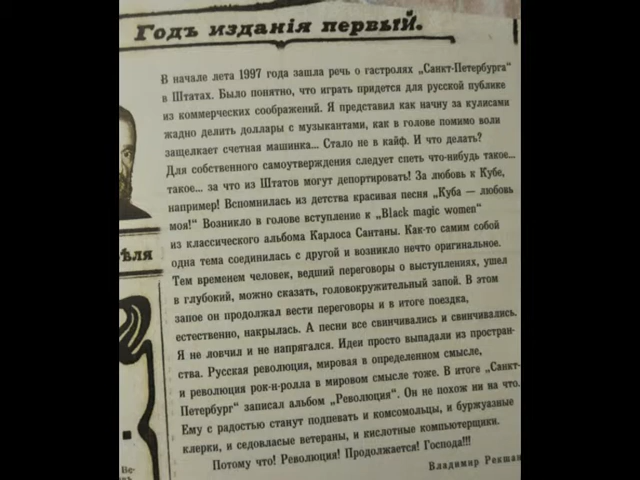 Годъ изданія первый.
В начале лета 1997 года зашла речь о гастролях „Санкт-Петербурга“
в Штатах. Было понятно, что играть придется для русской публике
из коммерческих соображений. Я представил как начну за кулисами
жадно делить доллары с музыкантами, как в голове помимо воли
защелкает счетная машинка... Стало не в кайф. И что делать?
Для собственного самоутверждения следует спеть что-нибудь такое...
такое... за что из Штатов могут депортировать! За любовь к Кубе,
например! Вспомнилась из детства красивая песня „Куба — любовь
моя!“ Возникло в голове вступление к „Black magic women“
из классического альбома Карлоса Сантаны. Как-то самим собой
одна тема соединилась с другой и возникло нечто оригинальное.
Тем временем человек, ведший переговоры о выступлениях, ушел
в глубокий, можно сказать, головокружительный запой. В этом
запое он продолжал вести переговоры и в итоге поездка,
естественно, накрылась. А песни все свинчивались и свинчивались.
Я не ловчил и не напрягался. Идеи просто выпадали из простран-
ства. Русская революция, мировая в определенном смысле,
и революция рок-н-ролла в мировом смысле тоже. В итоге „Санкт-
Петербург“ записал альбом „Революция“. Он не похож ни на что.
Ему с радостью станут подпевать и комсомольцы, и буржуазные
клерки, и седовласые ветераны, и кислотные компьютерщики.
Потому что! Революция! Продолжается! Господа!!!
Владимир Рекшан
ѣля